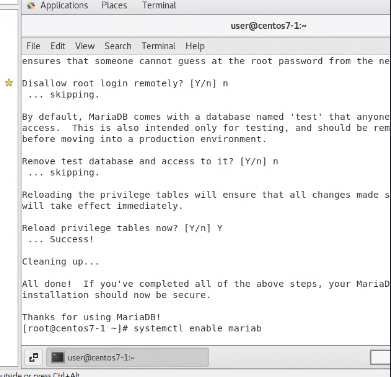 Applications Places Terminal
user@centos7-1:~
File Edit View Search Terminal Help
ensures that someone cannot guess at the root password from the ne
Disallow root login remotely? [Y/n] n
... skipping.
By default, MariaDB comes with a database named 'test' that anyone
access. This is also intended only for testing, and should be rem
before moving into a production environment.
Remove test database and access to it? [Y/n] n
... skipping.
Reloading the privilege tables will ensure that all changes made s
will take effect immediately.
Reload privilege tables now? [Y/n] Y
... Success!
Cleaning up...
All done! If you've completed all of the above steps, your MariaD
installation should now be secure.
Thanks for using MariaDB!
[root@centos7-1 ~]# systemctl enable mariab
user@centos7-1:~
outside or press Ctrl+Alt